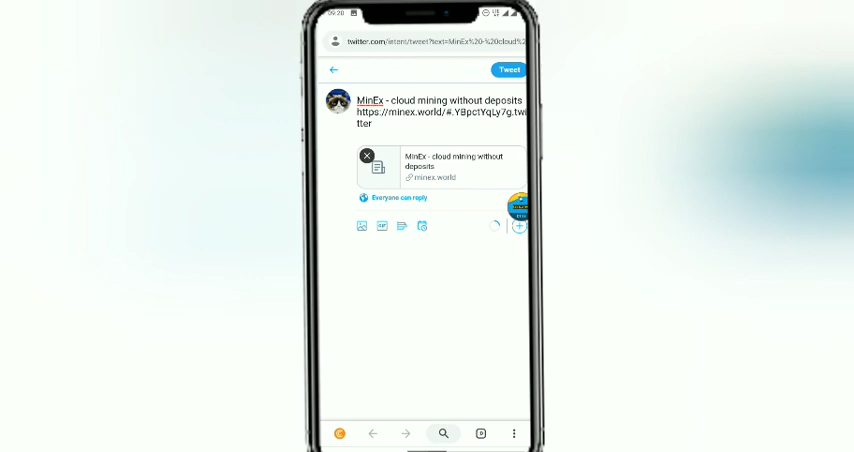 09:20
twitter.com/intent/tweet?text=MinEx%20-%20cloud%2
Tweet
MinEx - cloud mining without deposits
https://minex.world/#.YBpctYqLy7g.twi
tter
MinEx - cloud mining without
deposits
minex.world
Everyone can reply
GIF